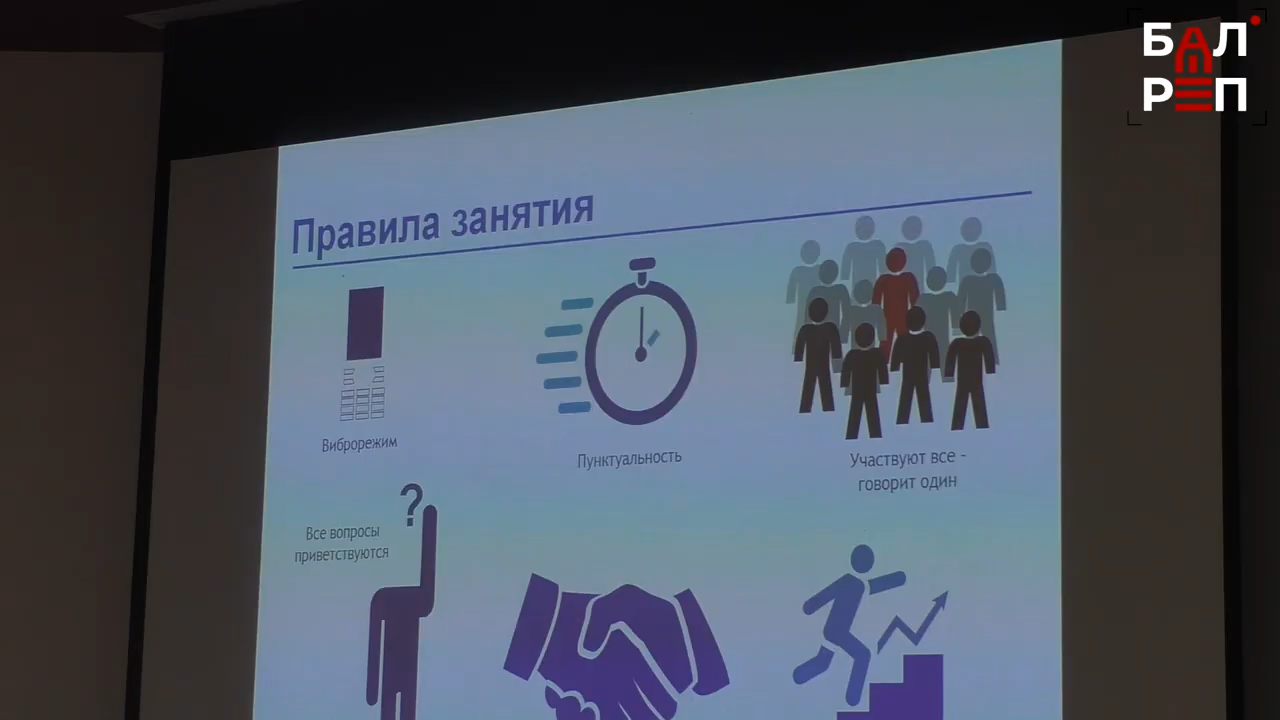 БАЛ
РЕП
Правила занятия
Виброрежим
Пунктуальность
Участвуют все -
говорит один
?
Все вопросы
приветствуются